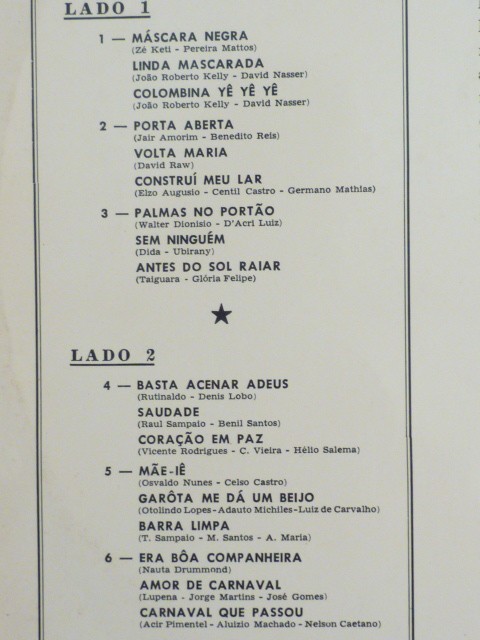 LADO 1
1 — MÁSCARA NEGRA
(Zé Keti - Pereira Mattos)
LINDA MASCARADA
(João Roberto Kelly - David Nasser)
COLOMBINA YÊ YÊ YÊ
(João Roberto Kelly - David Nasser)
2 — PORTA ABERTA
(Jair Amorim - Benedito Reis)
VOLTA MARIA
(David Raw)
CONSTRUÍ MEU LAR
(Elzo Augusto - Centil Castro - Germano Mathias)
3 — PALMAS NO PORTÃO
(Walter Dionisio - D'Acri Luiz)
SEM NINGUÉM
(Dida - Ubirany)
ANTES DO SOL RAIAR
(Taiguara - Glória Felipe)
LADO 2
4 — BASTA ACENAR ADEUS
(Rutinaldo - Denis Lobo)
SAUDADE
(Raul Sampaio - Benil Santos)
CORAÇÃO EM PAZ
(Vicente Rodrigues - C. Vieira - Hélio Salema)
5 — MÃE-IÊ
(Osvaldo Nunes - Celso Castro)
GARÔTA ME DÁ UM BEIJO
(Otolindo Lopes-Adauto Michiles-Luiz de Carvalho)
BARRA LIMPA
(T. Sampaio - M. Santos - A. Maria)
6 — ERA BÔA COMPANHEIRA
(Nauta Drummond)
AMOR DE CARNAVAL
(Lupena - Jorge Martins - José Gomes)
CARNAVAL QUE PASSOU
(Acir Pimentel - Aluizio Machado - Nelson Caetano)